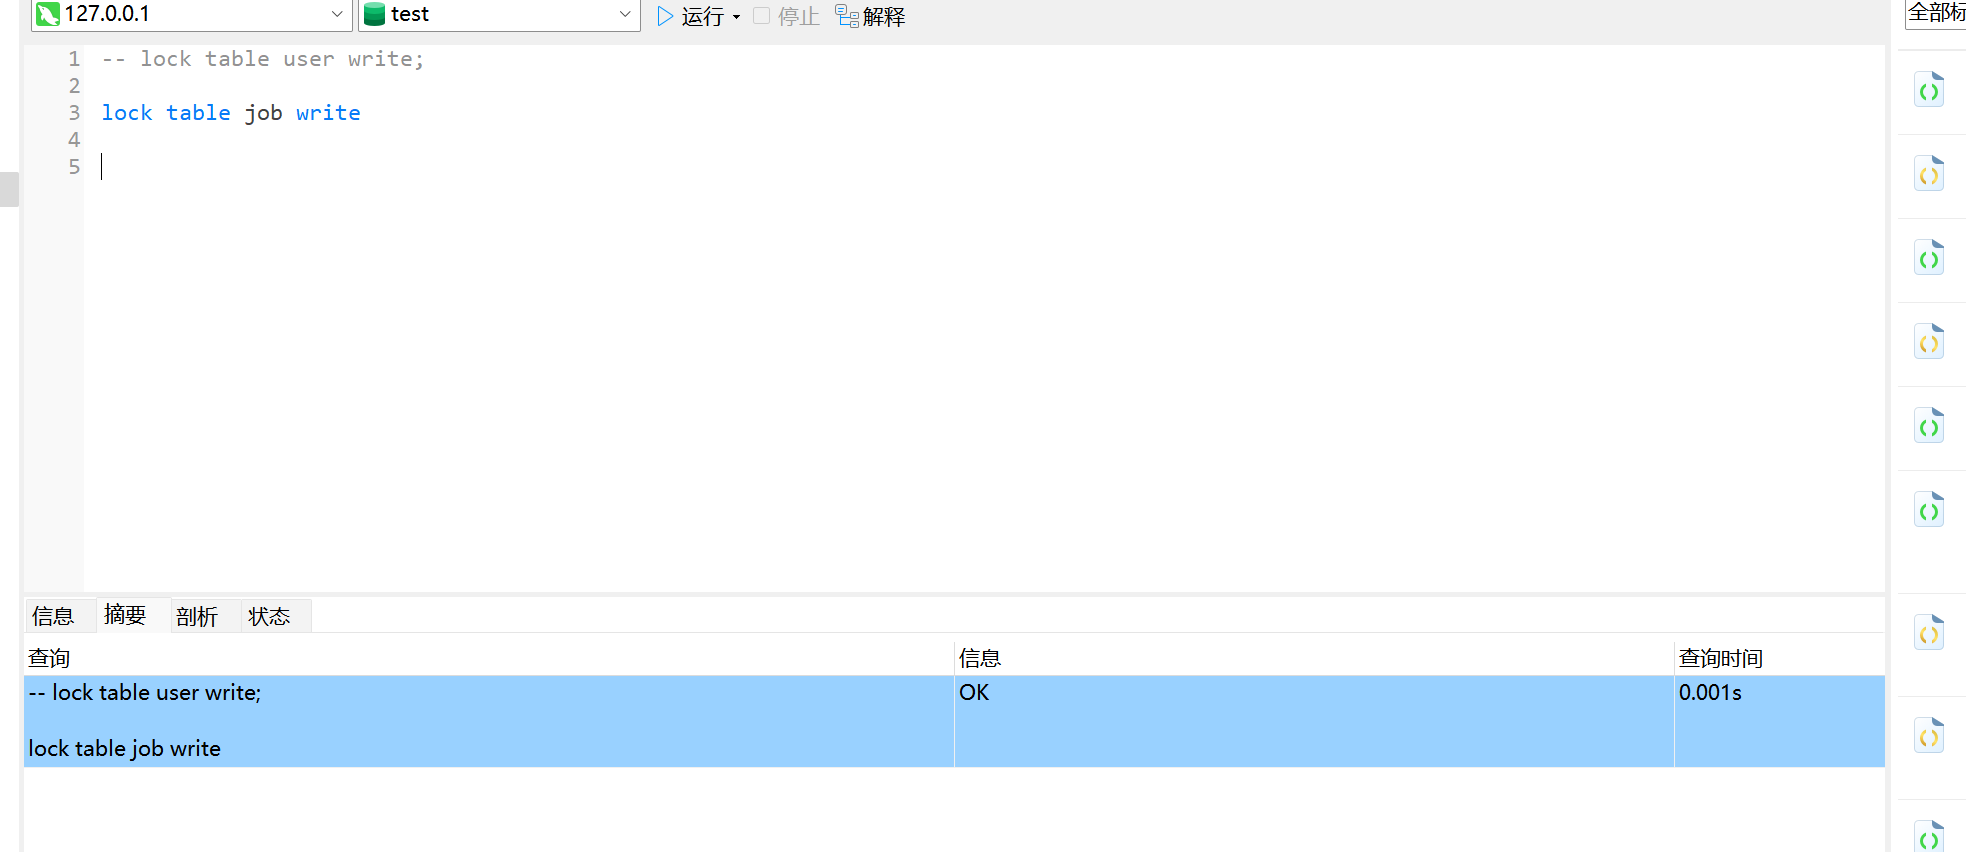 127.0.0.1 test 运行 停止 解释 全部标
1 -- lock table user write;
2
3 lock table job write
4
5
信息 摘要 剖析 状态
查询 信息 查询时间
-- lock table user write; OK 0.001s
lock table job write